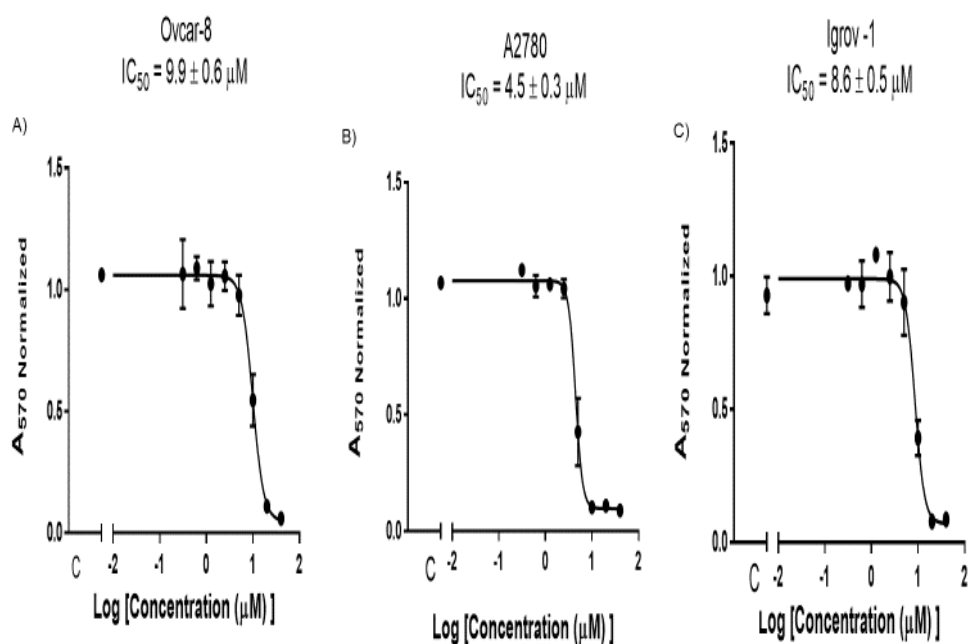 Ovcar-8
IC50 = 9.9 ± 0.6 μM
A)
1.5
1.0
0.5
0.0
A570 Normalized
C
-2 -1 0 1 2
Log [Concentration (μM) ]
A2780
IC50 = 4.5 ± 0.3 μM
B)
1.5
1.0
0.5
0.0
A570 Normalized
C
-2 -1 0 1 2
Log [Concentration (μM) ]
Igrov -1
IC50 = 8.6 ± 0.5 μM
C)
1.5
1.0
0.5
0.0
A570 Normalized
C
-2 -1 0 1 2
Log [Concentration (μM) ]